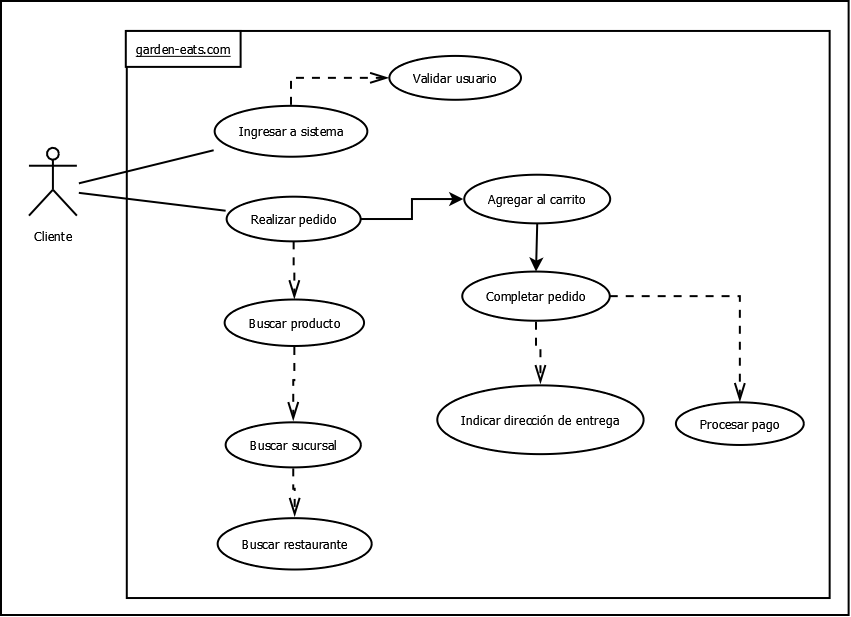 garden-eats.com
Validar usuario
Ingresar a sistema
Agregar al carrito
Realizar pedido
Cliente
Completar pedido
Buscar producto
Indicar dirección de entrega
Procesar pago
Buscar sucursal
Buscar restaurante